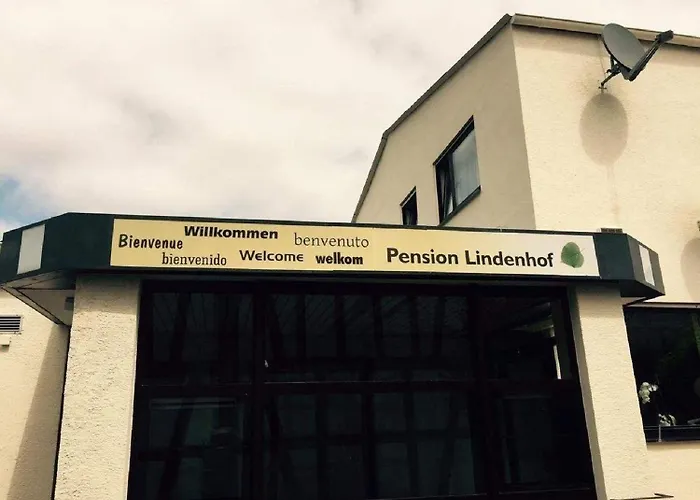 Willkommen benvenuto
Bienvenue
bienvenido Welcome welkom
Pension Lindenhof